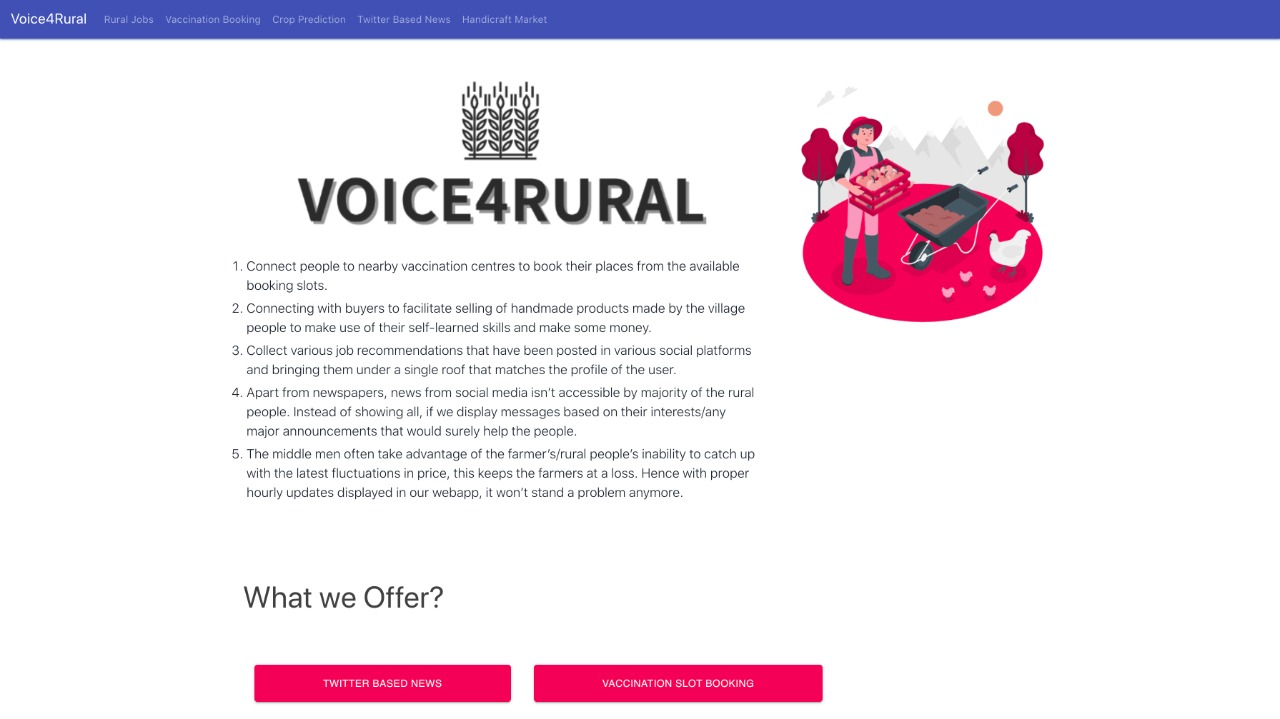 Voice4Rural Rural Jobs Vaccination Booking Crop Prediction Twitter Based News Handicraft Market
VOICE4RURAL
1. Connect people to nearby vaccination centres to book their places from the available
booking slots.
2. Connecting with buyers to facilitate selling of handmade products made by the village
people to make use of their self-learned skills and make some money.
3. Collect various job recommendations that have been posted in various social platforms
and bringing them under a single roof that matches the profile of the user.
4. Apart from newspapers, news from social media isn't accessible by majority of the rural
people. Instead of showing all, if we display messages based on their interests/any
major announcements that would surely help the people.
5. The middle men often take advantage of the farmer's/rural people's inability to catch up
with the latest fluctuations in price, this keeps the farmers at a loss. Hence with proper
hourly updates displayed in our webapp, it won't stand a problem anymore.
What we Offer?
TWITTER BASED NEWS VACCINATION SLOT BOOKING